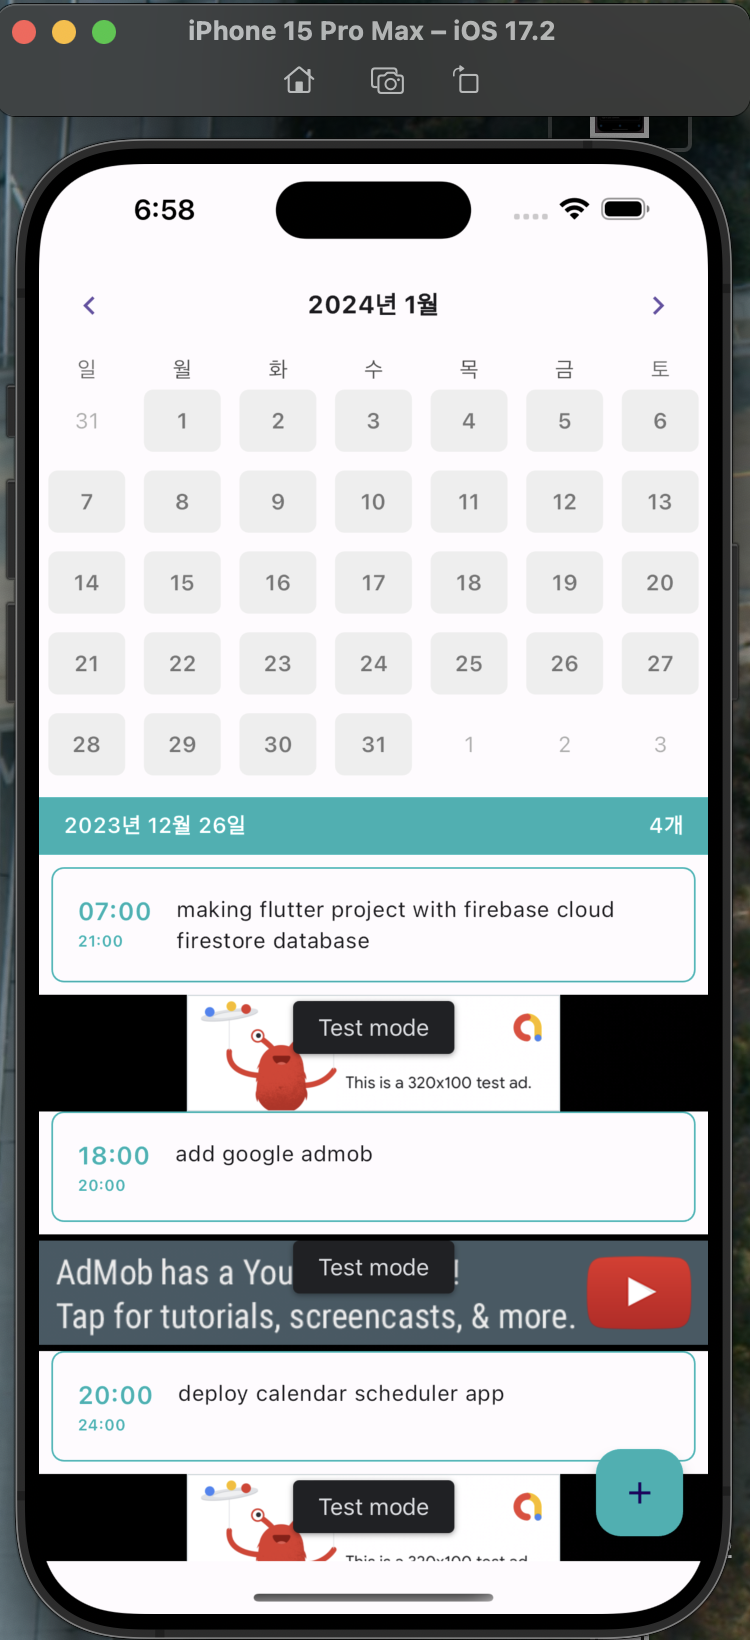 iPhone 15 Pro Max – iOS 17.2
6:58
2024년 1월
일 월 화 수 목 금 토
31 1 2 3 4 5 6
7 8 9 10 11 12 13
14 15 16 17 18 19 20
21 22 23 24 25 26 27
28 29 30 31 1 2 3
2023년 12월 26일 4개
07:00 making flutter project with firebase cloud
21:00 firestore database
Test mode
This is a 320x100 test ad.
18:00 add google admob
20:00
AdMob has a You !
Test mode
Tap for tutorials, screencasts, & more.
20:00 deploy calendar scheduler app
24:00
Test mode
+
This is a 320x100 test ad.